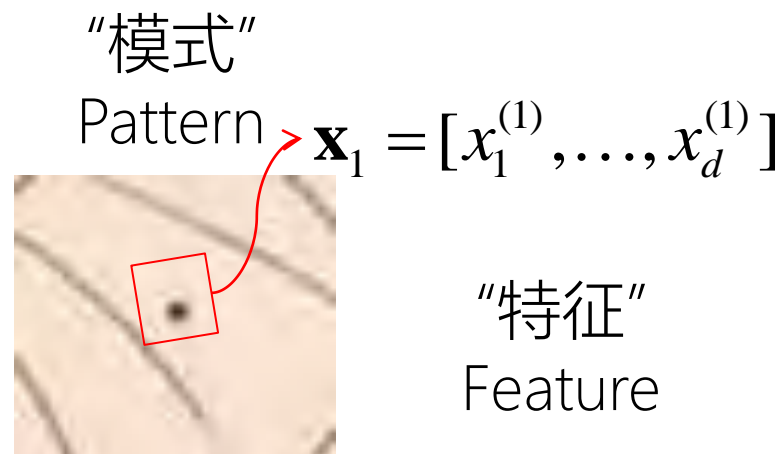 “模式”
Pattern
x₁ = [x₁⁽¹⁾,…,x_d⁽¹⁾]
“特征”
Feature